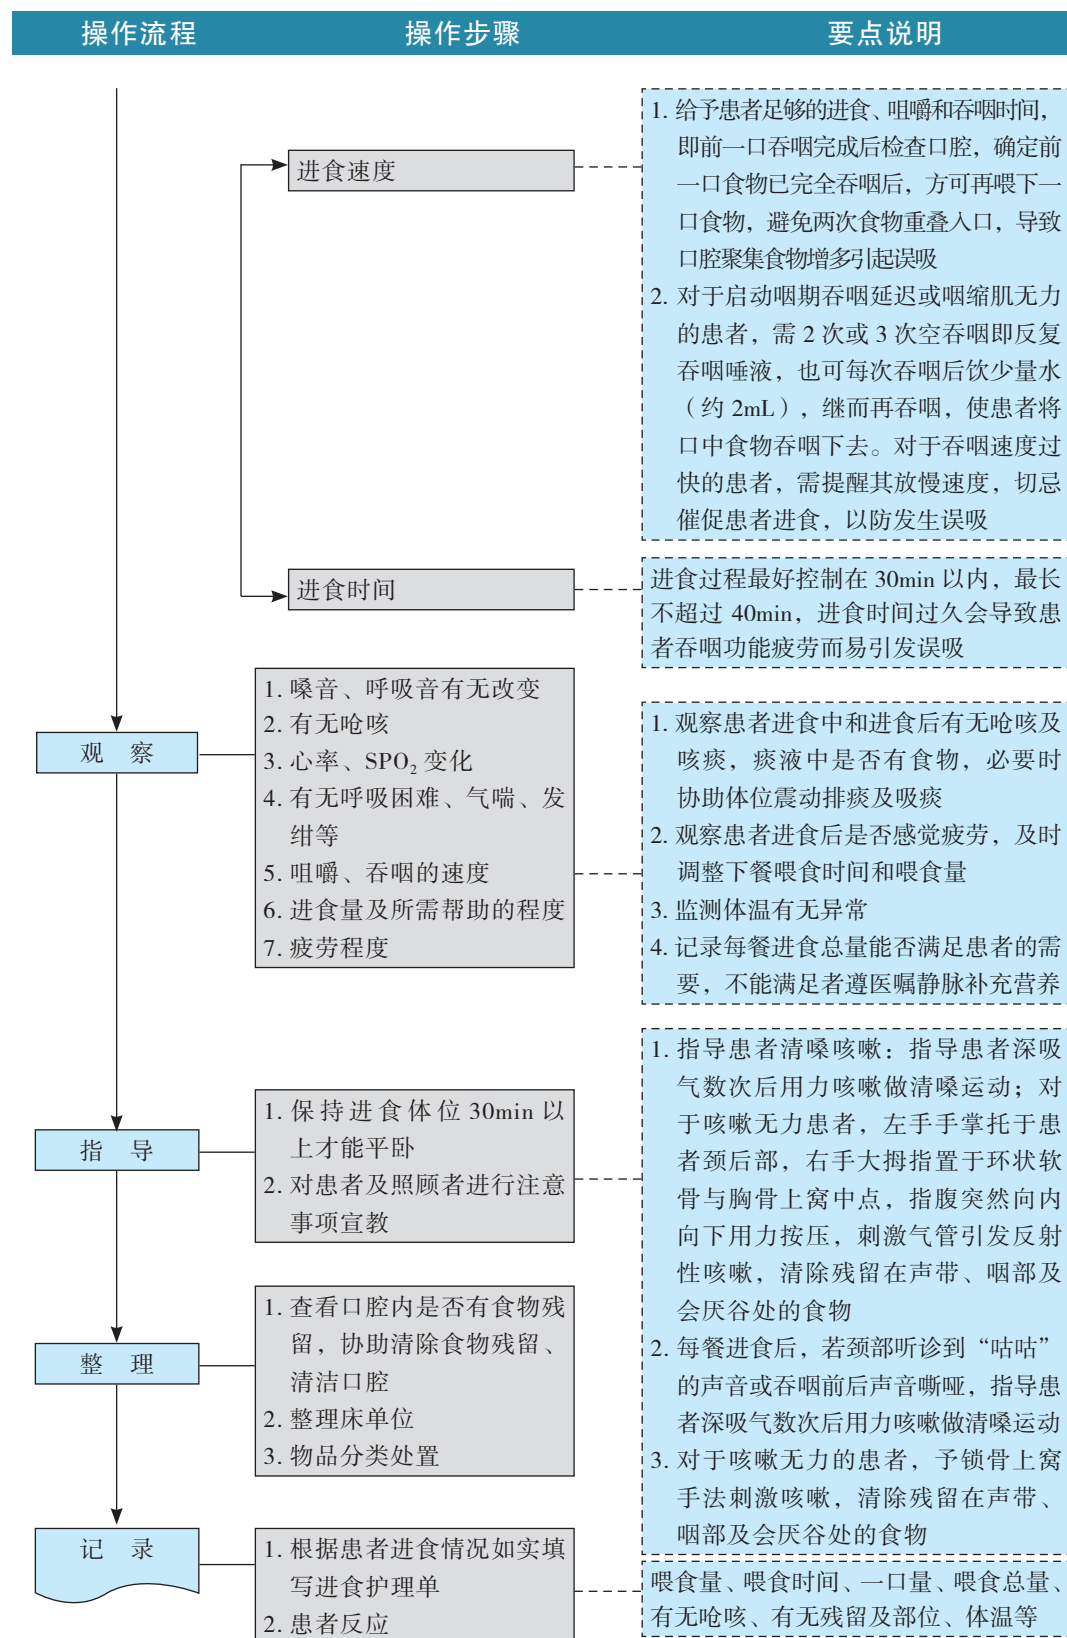 操作流程
操作步骤
要点说明
进食速度
1. 给予患者足够的进食、咀嚼和吞咽时间，
即前一口吞咽完成后检查口腔，确定前
一口食物已完全吞咽后，方可再喂下一
口食物，避免两次食物重叠入口，导致
口腔聚集食物增多引起误吸
2. 对于启动咽期吞咽延迟或咽缩肌无力
的患者，需 2 次或 3 次空吞咽即反复
吞咽唾液，也可每次吞咽后饮少量水
（约 2mL），继而再吞咽，使患者将
口中食物吞咽下去。对于吞咽速度过
快的患者，需提醒其放慢速度，切忌
催促患者进食，以防发生误吸
进食时间
进食过程最好控制在 30min 以内，最长
不超过 40min，进食时间过久会导致患
者吞咽功能疲劳而易引发误吸
观 察
1. 嗓音、呼吸音有无改变
2. 有无呛咳
3. 心率、SPO₂ 变化
4. 有无呼吸困难、气喘、发
绀等
5. 咀嚼、吞咽的速度
6. 进食量及所需帮助的程度
7. 疲劳程度
1. 观察患者进食中和进食后有无呛咳及
咳痰，痰液中是否有食物，必要时
协助体位震动排痰及吸痰
2. 观察患者进食后是否感觉疲劳，及时
调整下餐喂食时间和喂食量
3. 监测体温有无异常
4. 记录每餐进食总量能否满足患者的需
要，不能满足者遵医嘱静脉补充营养
指 导
1. 保持进食体位 30min 以
上才能平卧
2. 对患者及照顾者进行注意
事项宣教
1. 指导患者清嗓咳嗽：指导患者深吸
气数次后用力咳嗽做清嗓运动；对
于咳嗽无力患者，左手手掌托于患
者颈后部，右手大拇指置于环状软
骨与胸骨上窝中点，指腹突然向内
向下用力按压，刺激气管引发反射
性咳嗽，清除残留在声带、咽部及
会厌谷处的食物
2. 每餐进食后，若颈部听诊到“咕咕”
的声音或吞咽前后声音嘶哑，指导患
者深吸气数次后用力咳嗽做清嗓运动
3. 对于咳嗽无力的患者，予锁骨上窝
手法刺激咳嗽，清除残留在声带、
咽部及会厌谷处的食物
整 理
1. 查看口腔内是否有食物残
留，协助清除食物残留、
清洁口腔
2. 整理床单位
3. 物品分类处置
记 录
1. 根据患者进食情况如实填
写进食护理单
2. 患者反应
喂食量、喂食时间、一口量、喂食总量、
有无呛咳、有无残留及部位、体温等